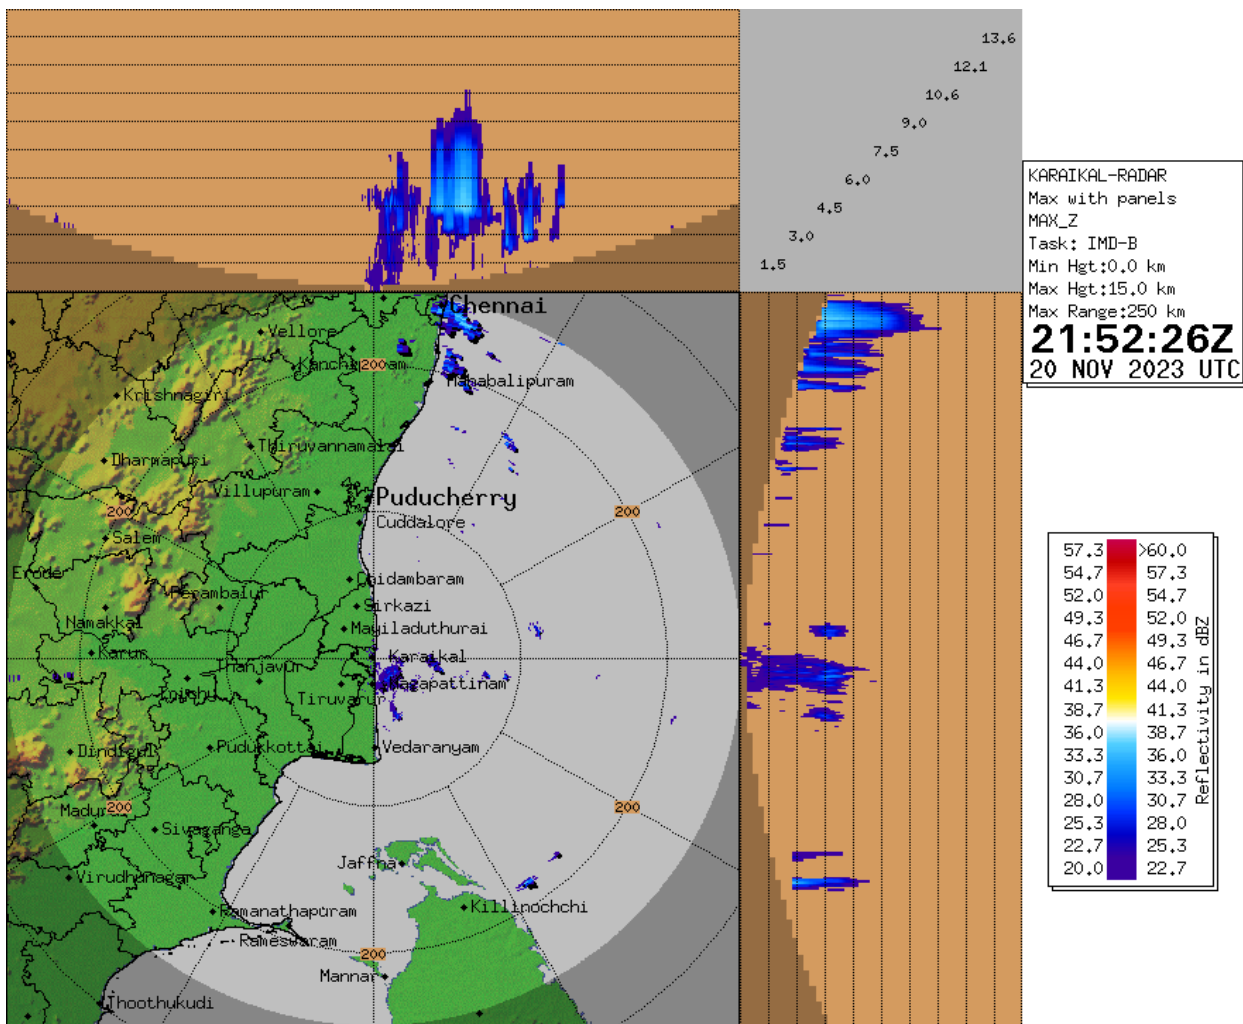 13.6
12.1
10.6
9.0
7.5
6.0
4.5
3.0
1.5
KARAIKAL-RADAR
Max with panels
MAX_Z
Task: IMD-B
Min Hgt:0.0 km
Max Hgt:15.0 km
Max Range:250 km
21:52:26Z
20 NOV 2023 UTC
Chennai
Vellore
200
Mahabalipuram
Krishnagiri
Thiruvannamalai
Dharmapuri
Villupuram
Puducherry
200
200
Cuddalore
Salem
Erode
Chidambaram
Perambalur
Sirkazi
Namakkal
Mayiladuthurai
Karur
Karaikal
Thanjavur
Nagapattinam
Tiruvarur
Dindigul
Pudukkottai
Vedaranyam
200
200
Sivaganga
Jaffna
Virudhunagar
Killinochchi
Ramanathapuram
Rameswaram
200
Mannar
Thoothukudi
57.3 >60.0
54.7 57.3
52.0 54.7
49.3 52.0
46.7 49.3
44.0 46.7
41.3 44.0
38.7 41.3
36.0 38.7
33.3 36.0
30.7 33.3
28.0 30.7
25.3 28.0
22.7 25.3
20.0 22.7
Reflectivity in dBZ